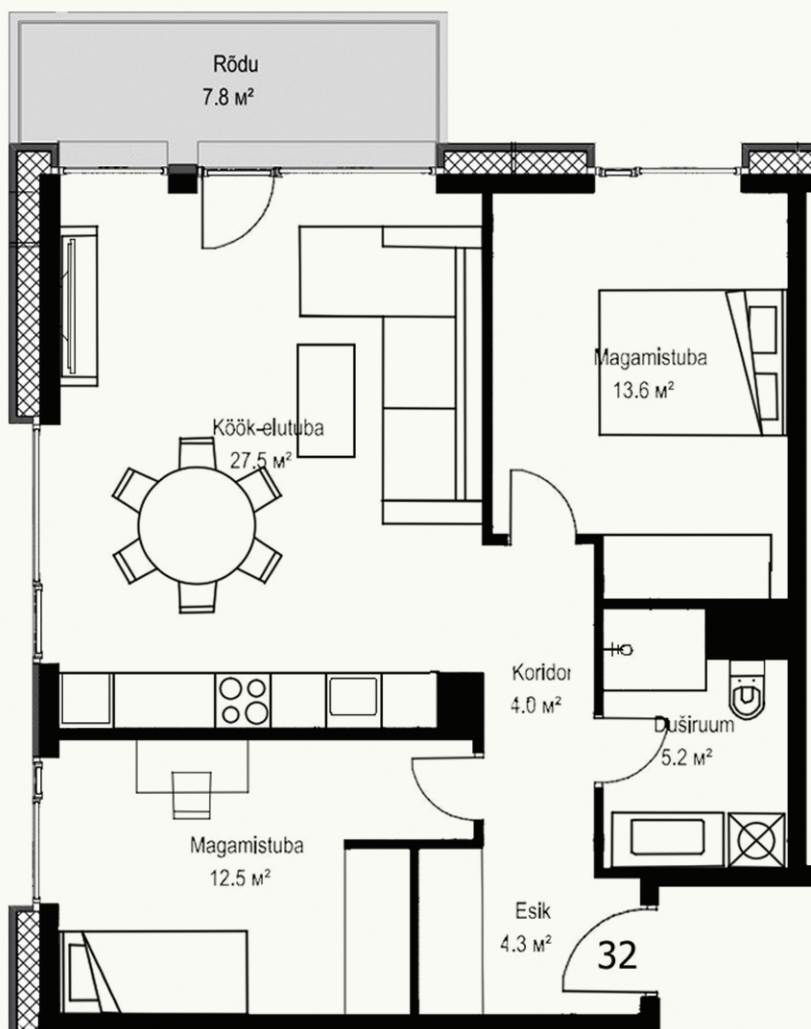 Rõdu
7.8 м²
Magamistuba
13.6 м²
Köök-elutuba
27.5 м²
Koridor
4.0 м²
Duširuum
5.2 м²
Magamistuba
12.5 м²
Esik
4.3 м²
32